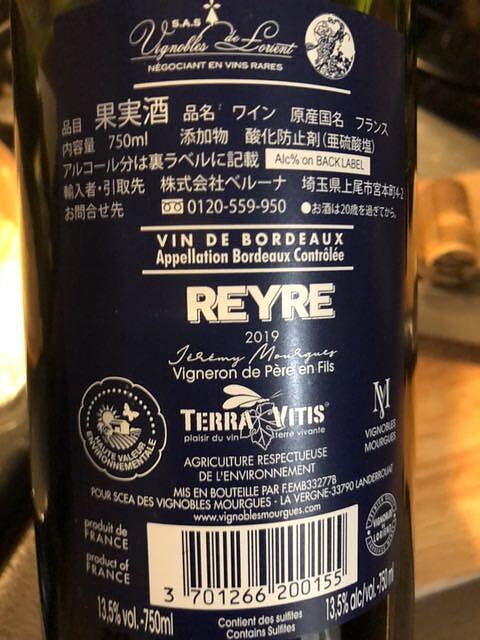 S.A.S
Vignobles de Lorient
NÉGOCIANT EN VINS RARES
品目 果実酒 品名 ワイン 原産国名 フランス
内容量 750ml 添加物 酸化防止剤(亜硫酸塩)
アルコール分は裏ラベルに記載 Alc% on BACK LABEL
輸入者・引取先 株式会社ベルーナ 埼玉県上尾市宮本町4-2
お問合せ先 0120-559-950 ●お酒は20歳を過ぎてから。
VIN DE BORDEAUX
Appellation Bordeaux Contrôlée
REYRE
2019
Jérémy Mourgues
Vigneron de Père en Fils
HAUTE VALEUR ENVIRONNEMENTALE
TERRA VITIS®
plaisir du vin terre vivante
VM
VIGNOBLES
MOURGUES
AGRICULTURE RESPECTUEUSE
DE L'ENVIRONNEMENT
MIS EN BOUTEILLE PAR F.EMB33277B
POUR SCEA DES VIGNOBLES MOURGUES - LA VERGNE-33790 LANDERROUAT
www.vignoblesmourgues.com
produit de
FRANCE
product of
FRANCE
3 701266 200155
13,5% vol.-750ml
Contient des sulfites
Contains Sulfites
13,5% alc/vol.-750ml